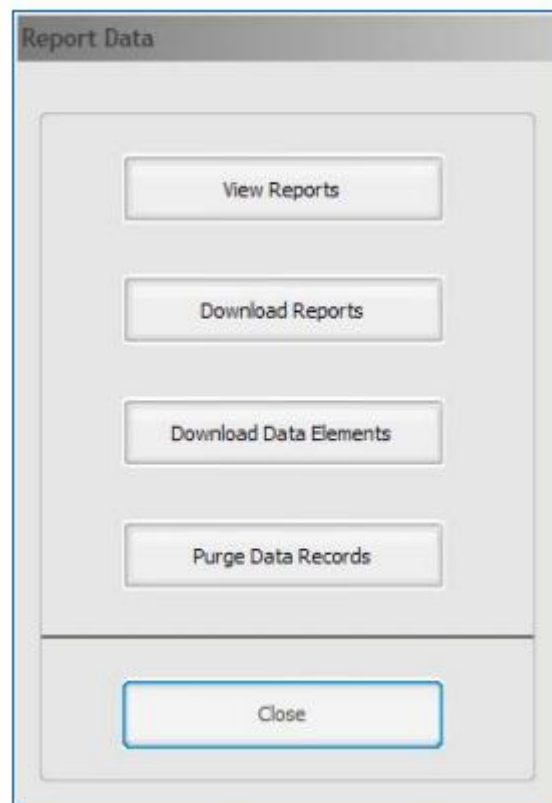 Report Data
View Reports
Download Reports
Download Data Elements
Purge Data Records
Close